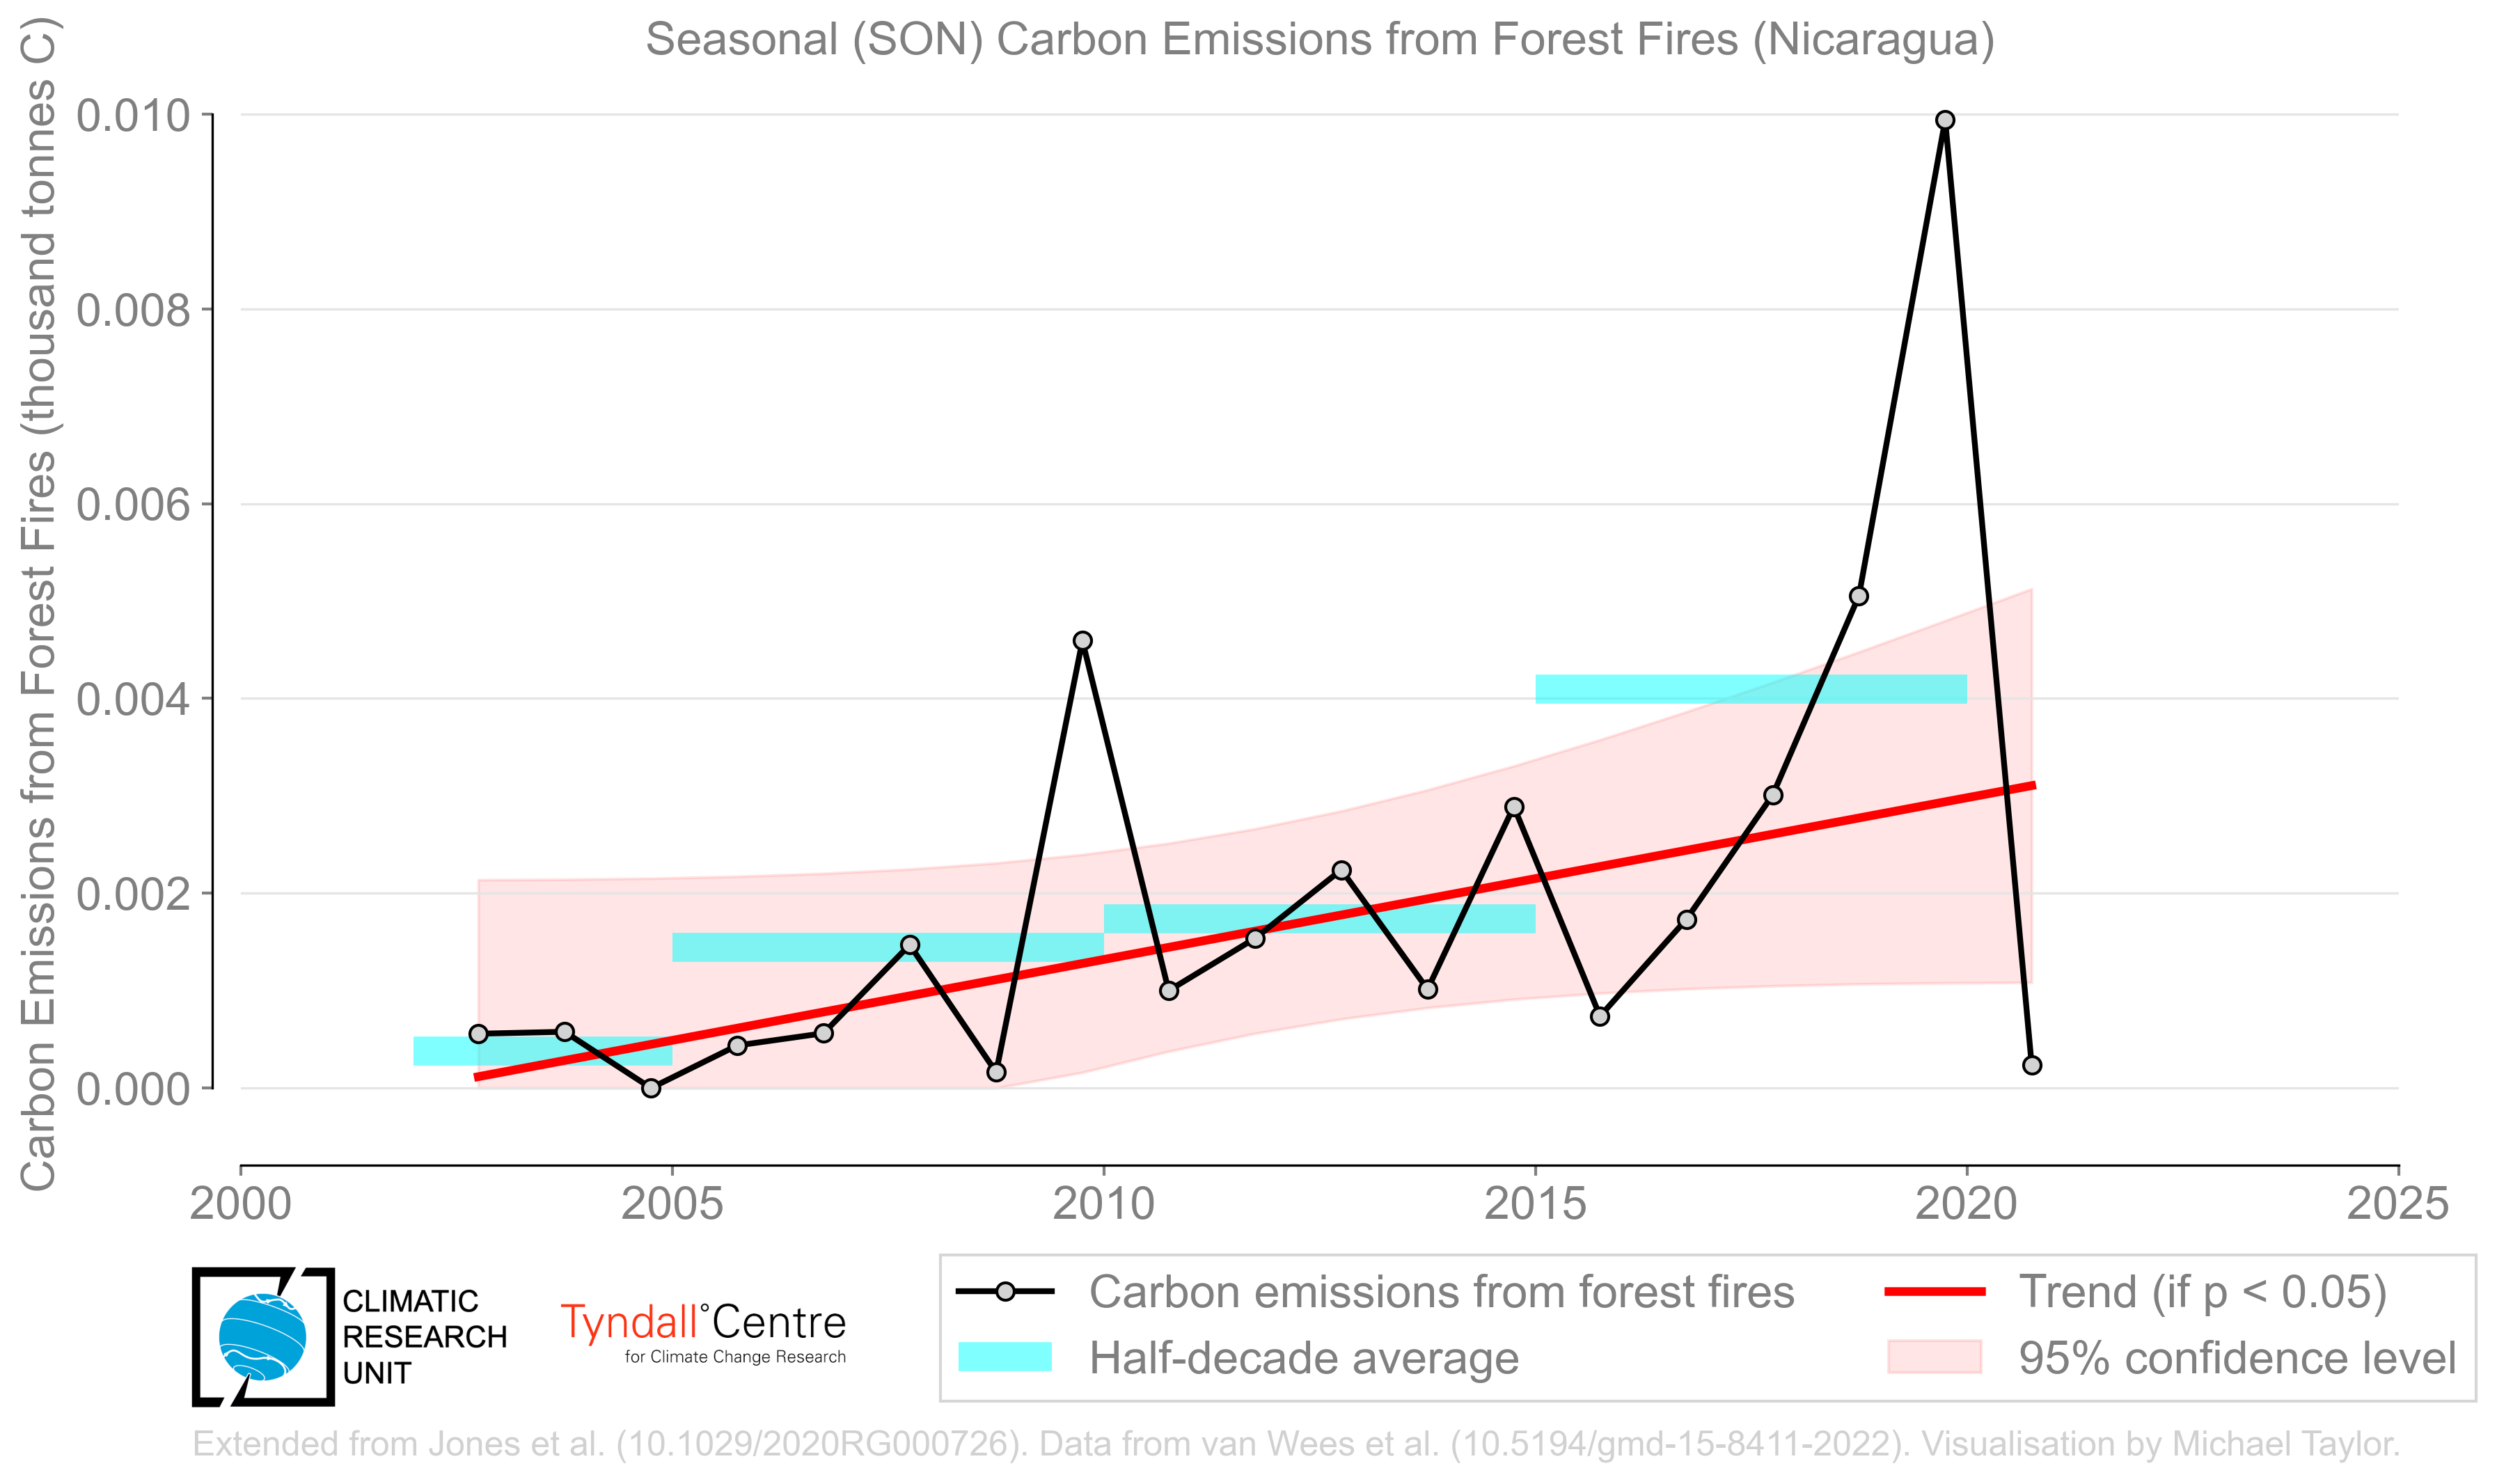 Seasonal (SON) Carbon Emissions from Forest Fires (Nicaragua)
Carbon Emissions from Forest Fires (thousand tonnes C)
0.010
0.008
0.006
0.004
0.002
0.000
2000 2005 2010 2015 2020 2025
CLIMATIC
RESEARCH
UNIT
Tyndall°Centre
for Climate Change Research
Carbon emissions from forest fires
Half-decade average
Trend (if p < 0.05)
95% confidence level
Extended from Jones et al. (10.1029/2020RG000726). Data from van Wees et al. (10.5194/gmd-15-8411-2022). Visualisation by Michael Taylor.